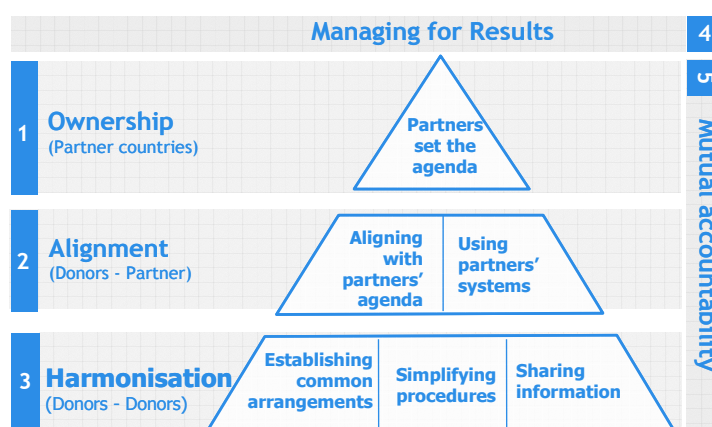 Managing for Results
4
5
Mutual accountability
1
Ownership
(Partner countries)
Partners
set the
agenda
2
Alignment
(Donors - Partner)
Aligning
with
partners’
agenda
Using
partners’
systems
3
Harmonisation
(Donors - Donors)
Establishing
common
arrangements
Simplifying
procedures
Sharing
information